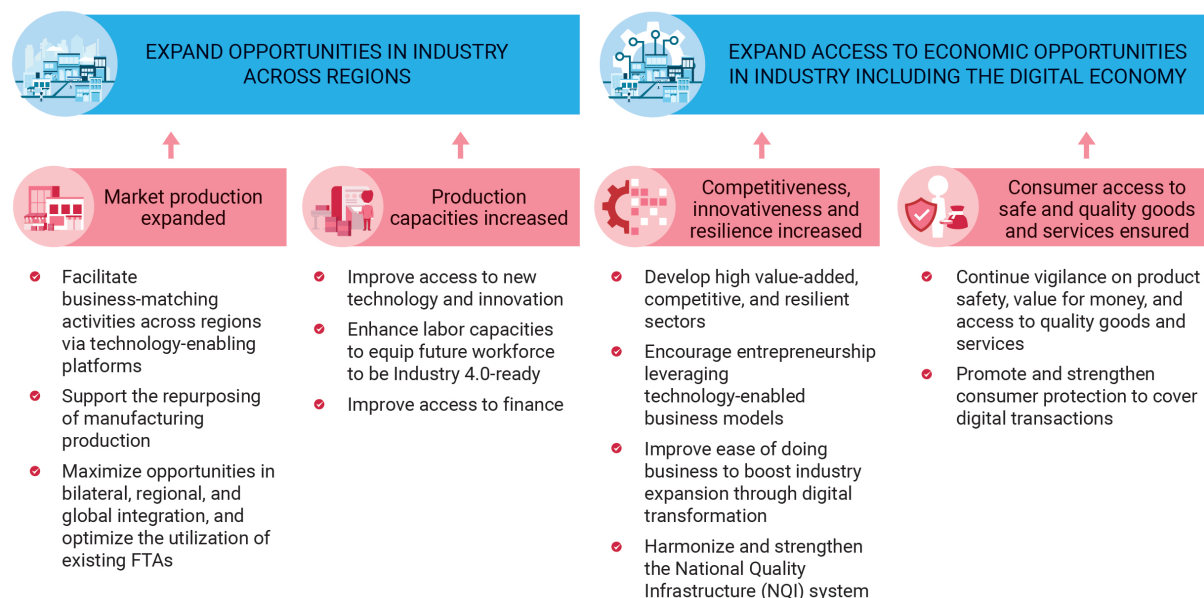 EXPAND OPPORTUNITIES IN INDUSTRY
ACROSS REGIONS
EXPAND ACCESS TO ECONOMIC OPPORTUNITIES
IN INDUSTRY INCLUDING THE DIGITAL ECONOMY
Market production
expanded
Facilitate
business-matching
activities across regions
via technology-enabling
platforms
Support the repurposing
of manufacturing
production
Maximize opportunities in
bilateral, regional, and
global integration, and
optimize the utilization of
existing FTAs
Production
capacities increased
Improve access to new
technology and innovation
Enhance labor capacities
to equip future workforce
to be Industry 4.0-ready
Improve access to finance
Competitiveness,
innovativeness and
resilience increased
Develop high value-added,
competitive, and resilient
sectors
Encourage entrepreneurship
leveraging
technology-enabled
business models
Improve ease of doing
business to boost industry
expansion through digital
transformation
Harmonize and strengthen
the National Quality
Infrastructure (NQI) system
Consumer access to
safe and quality goods
and services ensured
Continue vigilance on product
safety, value for money, and
access to quality goods and
services
Promote and strengthen
consumer protection to cover
digital transactions